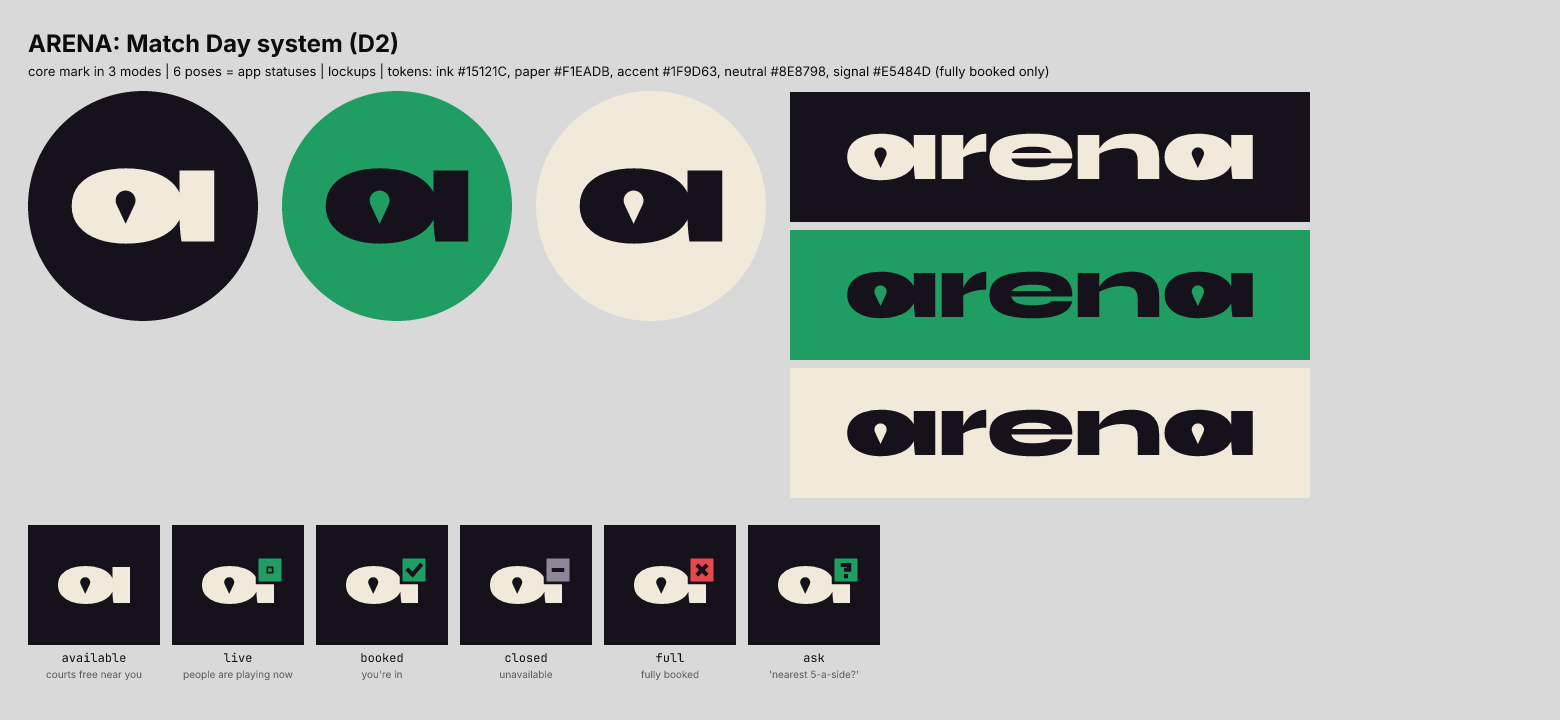 ARENA: Match Day system (D2)
core mark in 3 modes | 6 poses = app statuses | lockups | tokens: ink #15121C, paper #F1EADB, accent #1F9D63, neutral #8E8798, signal #E5484D (fully booked only)
a a a
arena
arena
arena
a a a a a a ?
available live booked closed full ask
courts free near you people are playing now you're in unavailable fully booked 'nearest 5-a-side?'